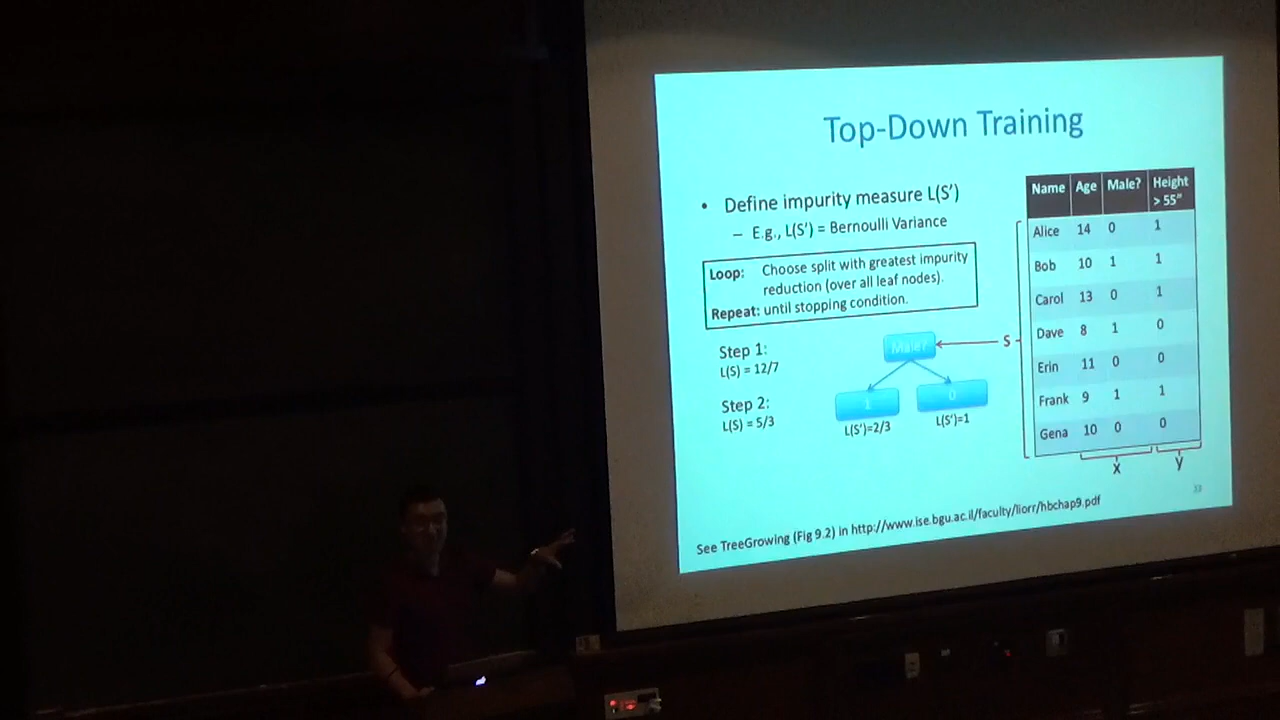 Top-Down Training
• Define impurity measure L(S')
– E.g., L(S') = Bernoulli Variance
Loop: Choose split with greatest impurity
reduction (over all leaf nodes).
Repeat: until stopping condition.
Step 1:
L(S) = 12/7
Step 2:
L(S) = 5/3
Male?
1
0
L(S')=2/3
L(S')=1
S
Name Age Male? Height
> 55"
Alice 14 0 1
Bob 10 1 1
Carol 13 0 1
Dave 8 1 0
Erin 11 0 0
Frank 9 1 1
Gena 10 0 0
x y
33
See TreeGrowing (Fig 9.2) in http://www.ise.bgu.ac.il/faculty/liorr/hbchap9.pdf